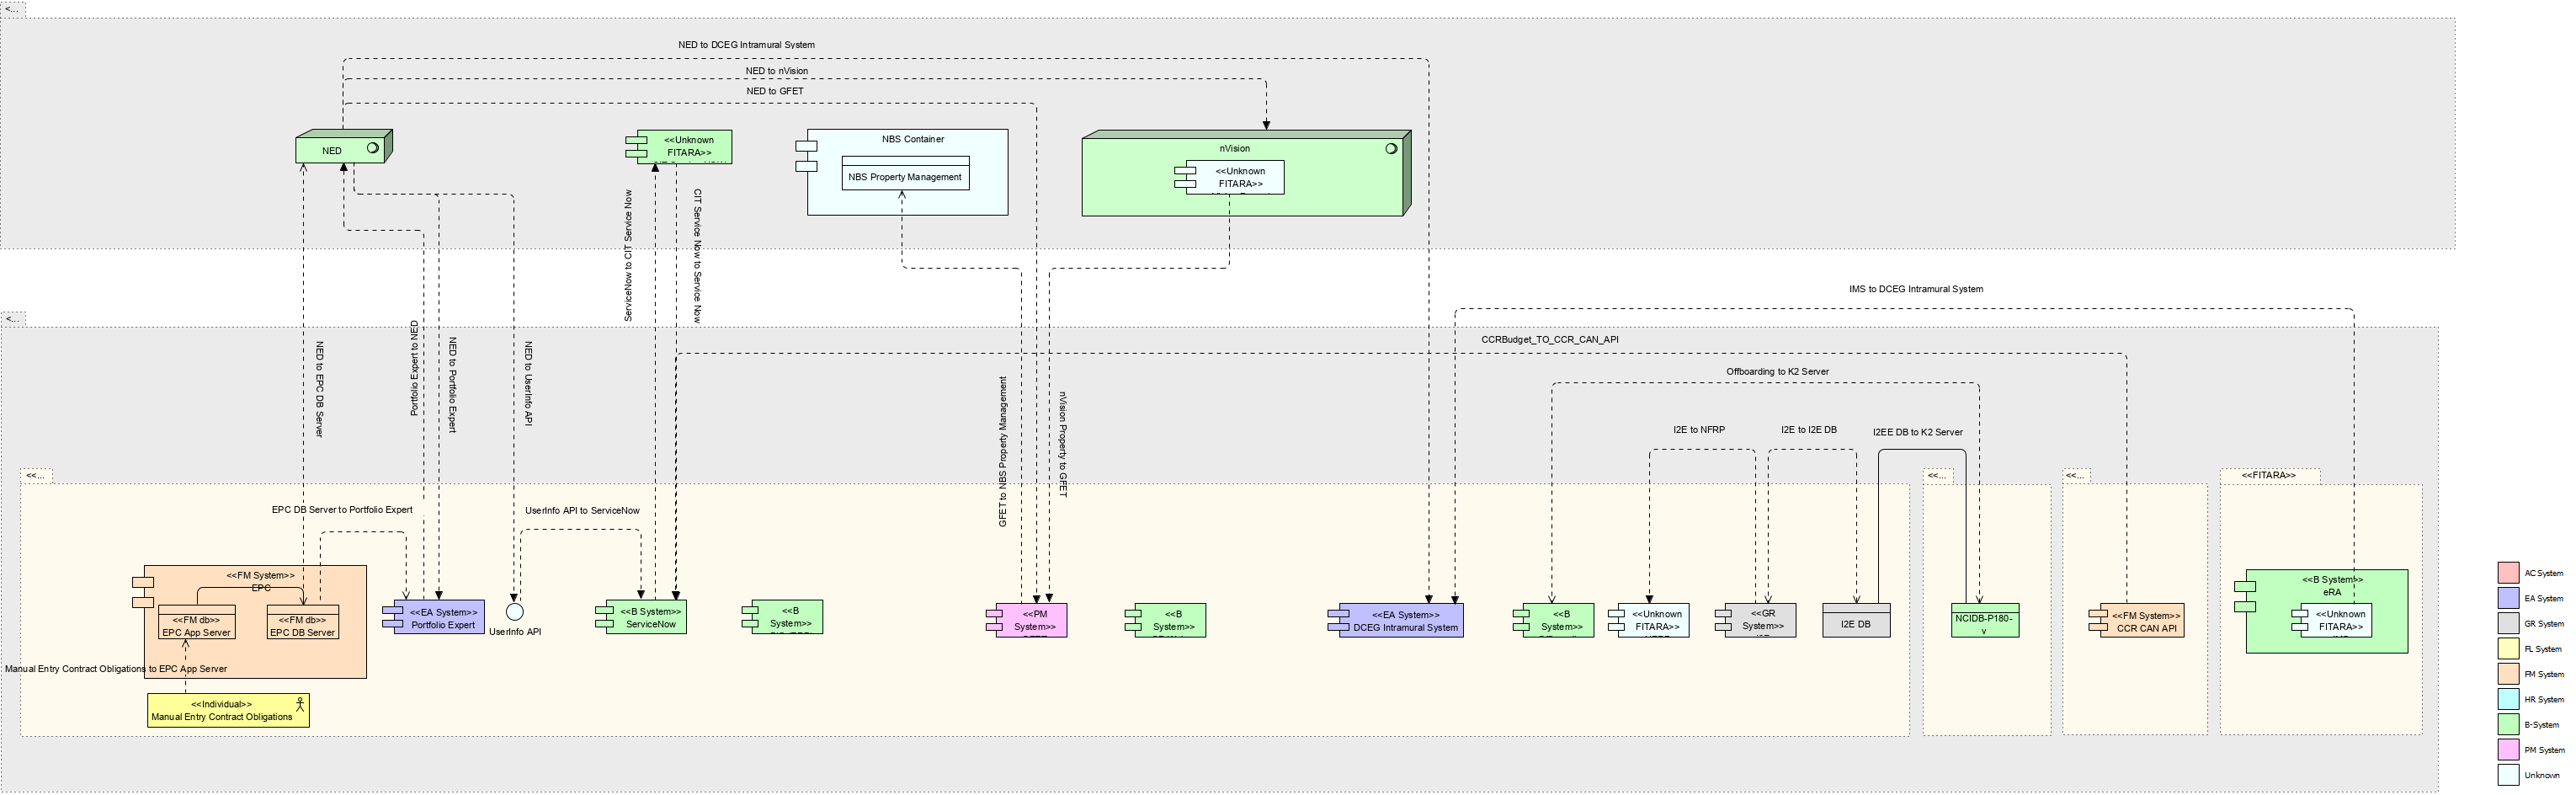 <...
NED to DCEG Intramural System
NED to nVision
NED to GFET
NED
<<Unknown
FITARA>>
NBS Container
NBS Property Management
nVision
<<Unknown
FITARA>>
ServiceNow to CIT Service Now
CIT Service Now to Service Now
IMS to DCEG Intramural System
<...
CCRBudget_TO_CCR_CAN_API
NED to EPC DB Server
Portfolio Expert to NED
NED to Portfolio Expert
NED to UserInfo API
GFET to NBS Property Management
nVision Property to GFET
Offboarding to K2 Server
I2E to NFRP
I2E to I2E DB
I2EE DB to K2 Server
<<...
<<...
<<...
<<FITARA>>
EPC DB Server to Portfolio Expert
UserInfo API to ServiceNow
<<FM System>>
EPC
<<FM db>>
EPC App Server
<<FM db>>
EPC DB Server
<<EA System>>
Portfolio Expert
UserInfo API
<<B System>>
ServiceNow
<<B
System>>
<<PM
System>>
<<B
System>>
<<EA System>>
DCEG Intramural System
<<B
System>>
<<Unknown
FITARA>>
<<GR
System>>
I2E DB
NCIDB-P180-
v
<<FM System>>
CCR CAN API
<<B System>>
eRA
<<Unknown
FITARA>>
Manual Entry Contract Obligations to EPC App Server
<<Individual>>
Manual Entry Contract Obligations
AC System
EA System
GR System
FL System
FM System
HR System
B-System
PM System
Unknown